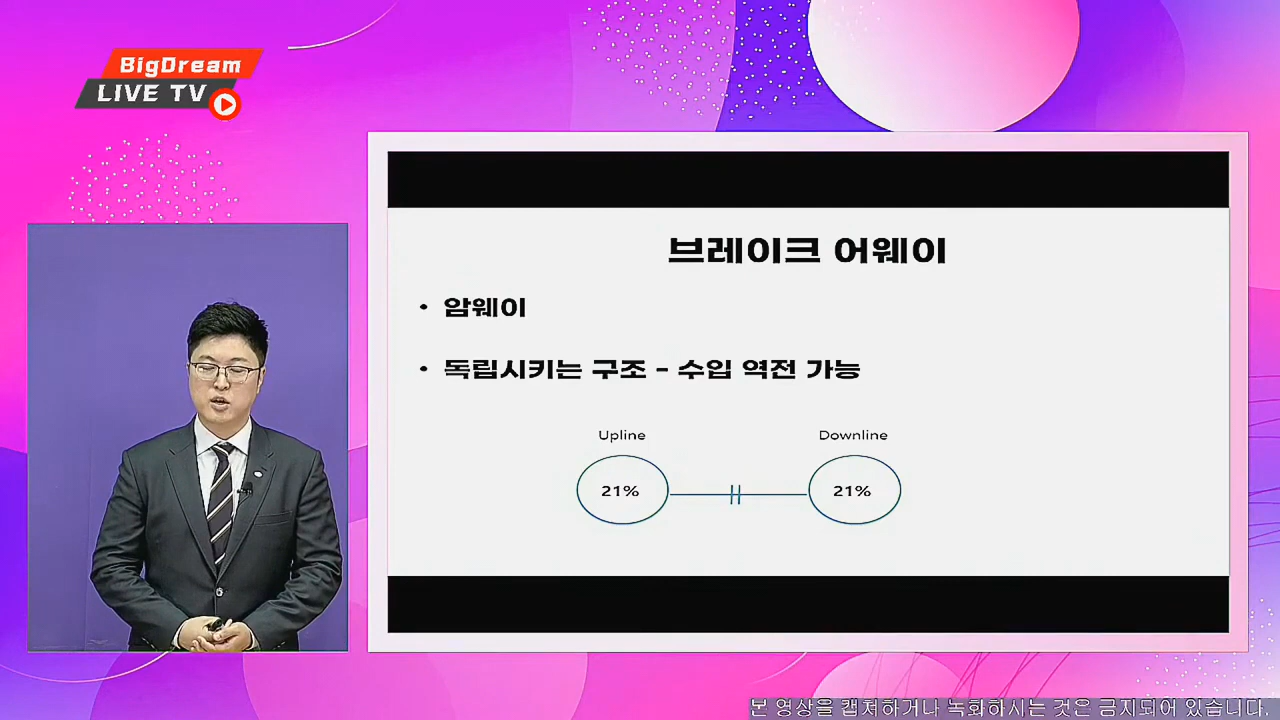 BigDream
LIVE TV
브레이크 어웨이
• 암웨이
• 독립시키는 구조 - 수입 역전 가능
Upline
Downline
21%
21%
본 영상을 캡쳐하거나 녹화하시는 것은 금지되어 있습니다.